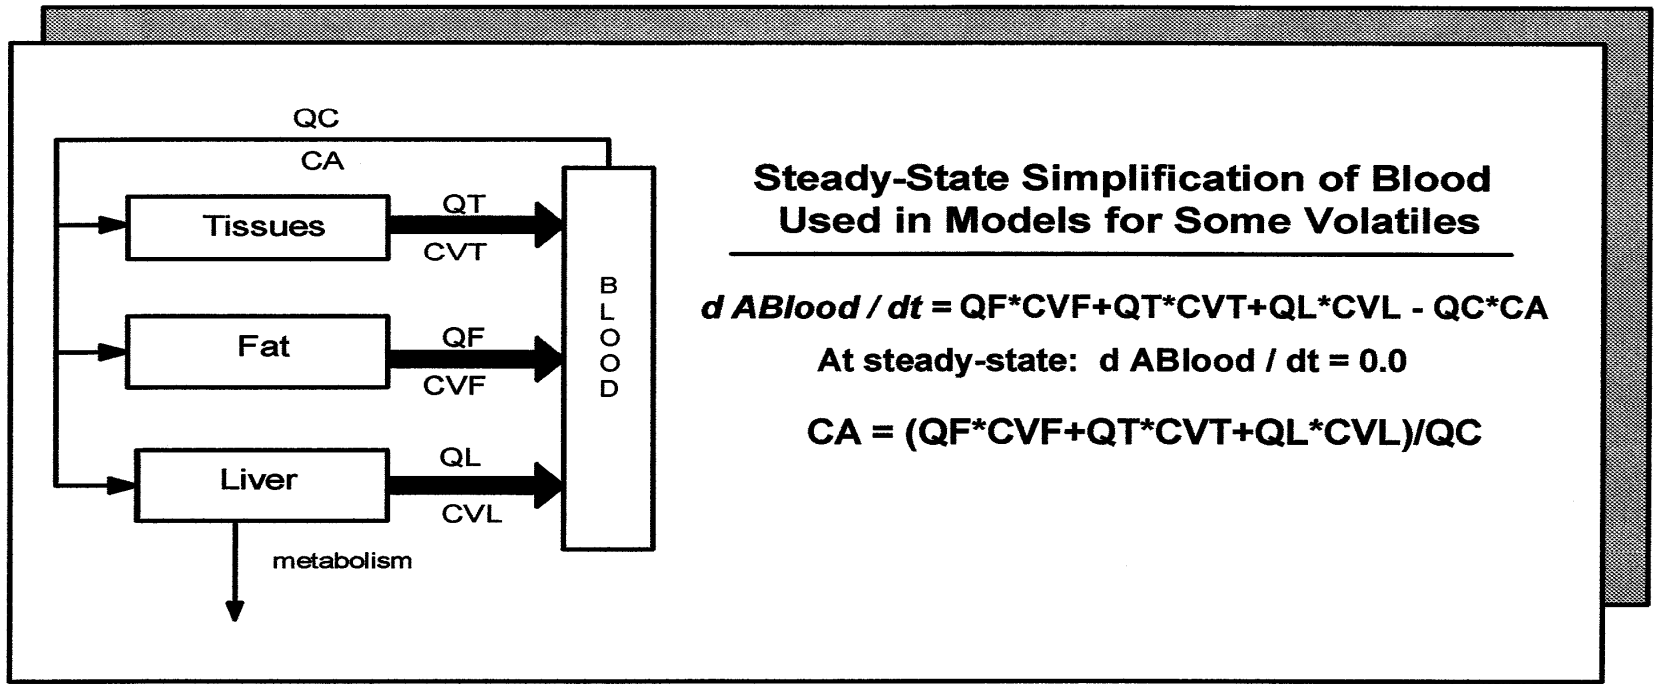 QC
CA
Tissues
QT
CVT
Fat
QF
CVF
Liver
QL
CVL
metabolism
BLOOD
Steady-State Simplification of Blood
Used in Models for Some Volatiles
d ABlood / dt = QF*CVF+QT*CVT+QL*CVL - QC*CA
At steady-state: d ABlood / dt = 0.0
CA = (QF*CVF+QT*CVT+QL*CVL)/QC